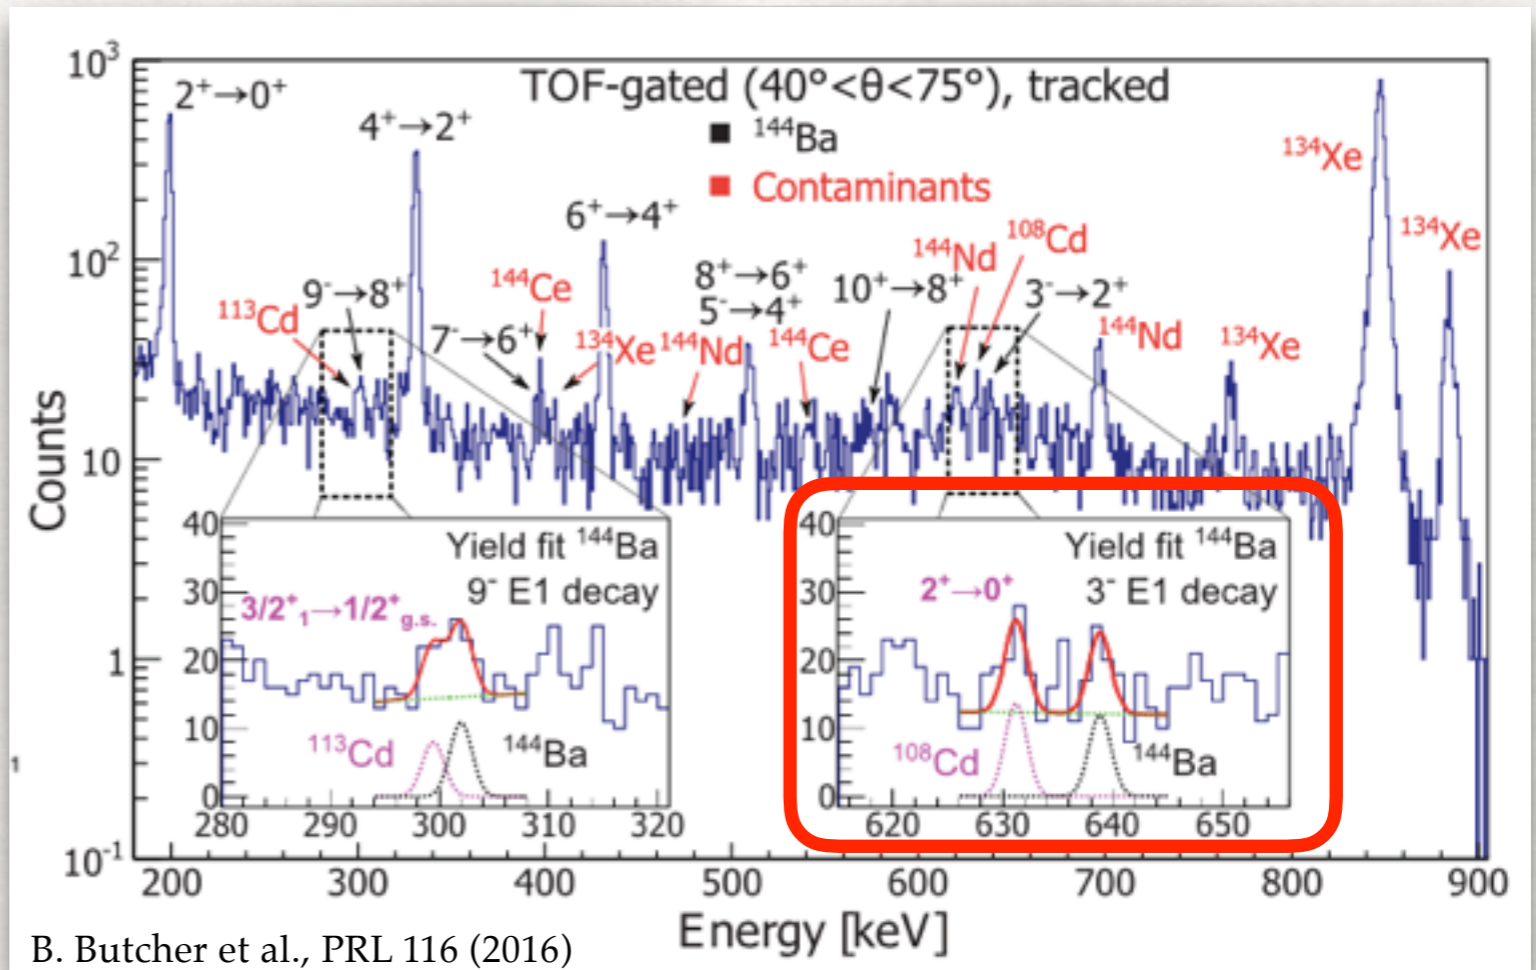 TOF-gated (40°<θ<75°), tracked
■ ¹⁴⁴Ba
■ Contaminants
2⁺→0⁺
4⁺→2⁺
6⁺→4⁺
¹¹³Cd
9⁻→8⁺
7⁻→6⁺
¹⁴⁴Ce
¹³⁴Xe
¹⁴⁴Nd
8⁺→6⁺
5⁻→4⁺
¹⁴⁴Ce
10⁺→8⁺
¹⁴⁴Nd
¹⁰⁸Cd
3⁻→2⁺
¹⁴⁴Nd
¹³⁴Xe
¹³⁴Xe
¹³⁴Xe
Counts
10³
10²
10
1
10⁻¹
Yield fit ¹⁴⁴Ba
9⁻ E1 decay
3/2⁺₁→1/2⁺g.s.
¹¹³Cd
¹⁴⁴Ba
40
30
20
10
0
280 290 300 310 320
Yield fit ¹⁴⁴Ba
3⁻ E1 decay
2⁺→0⁺
¹⁰⁸Cd
¹⁴⁴Ba
40
30
20
10
0
620 630 640 650
200 300 400 500 600 700 800 900
Energy [keV]
1
B. Butcher et al., PRL 116 (2016)